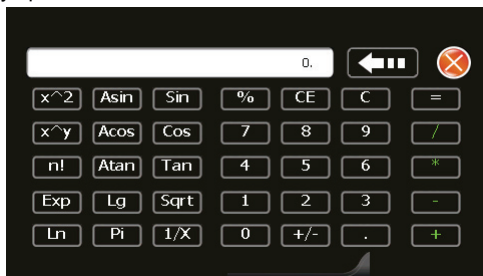 0.
x^2 Asin Sin % CE C =
x^y Acos Cos 7 8 9 /
n! Atan Tan 4 5 6 *
Exp Lg Sqrt 1 2 3 -
Ln Pi 1/X 0 +/- . +